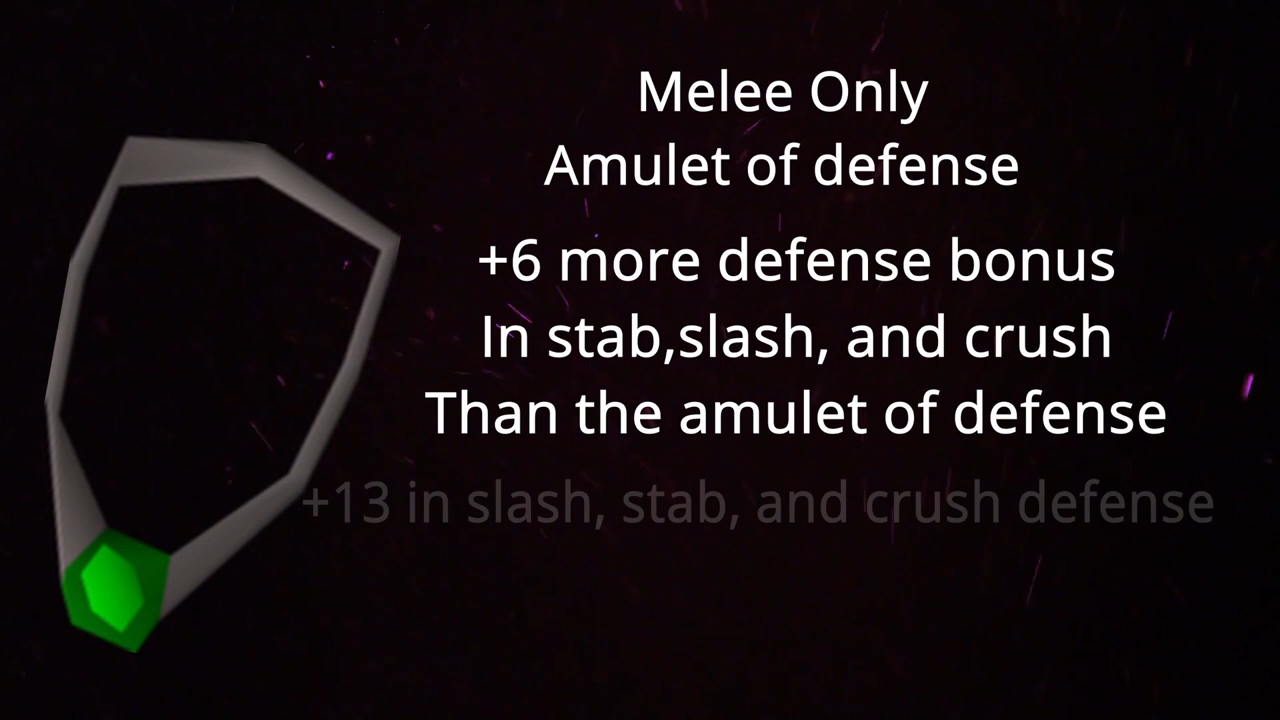 Melee Only
Amulet of defense
+6 more defense bonus
In stab,slash, and crush
Than the amulet of defense
+13 in slash, stab, and crush defense